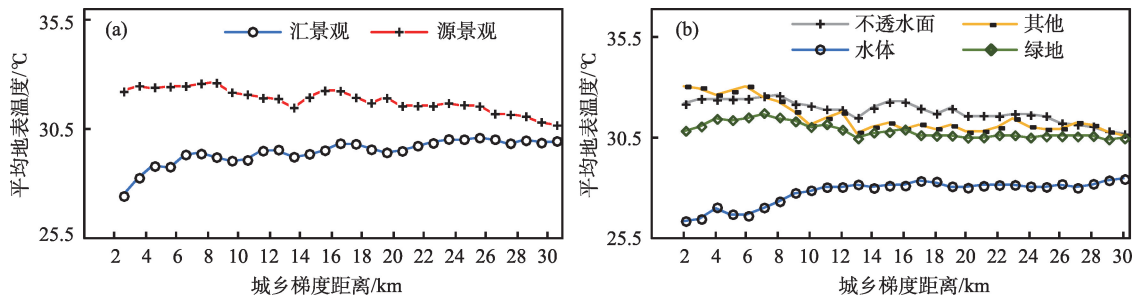 (a)
汇景观
源景观
平均地表温度/℃
35.5
30.5
25.5
2 4 6 8 10 12 14 16 18 20 22 24 26 28 30
城乡梯度距离/km
(b)
不透水面
其他
水体
绿地
平均地表温度/℃
35.5
30.5
25.5
2 4 6 8 10 12 14 16 18 20 22 24 26 28 30
城乡梯度距离/km